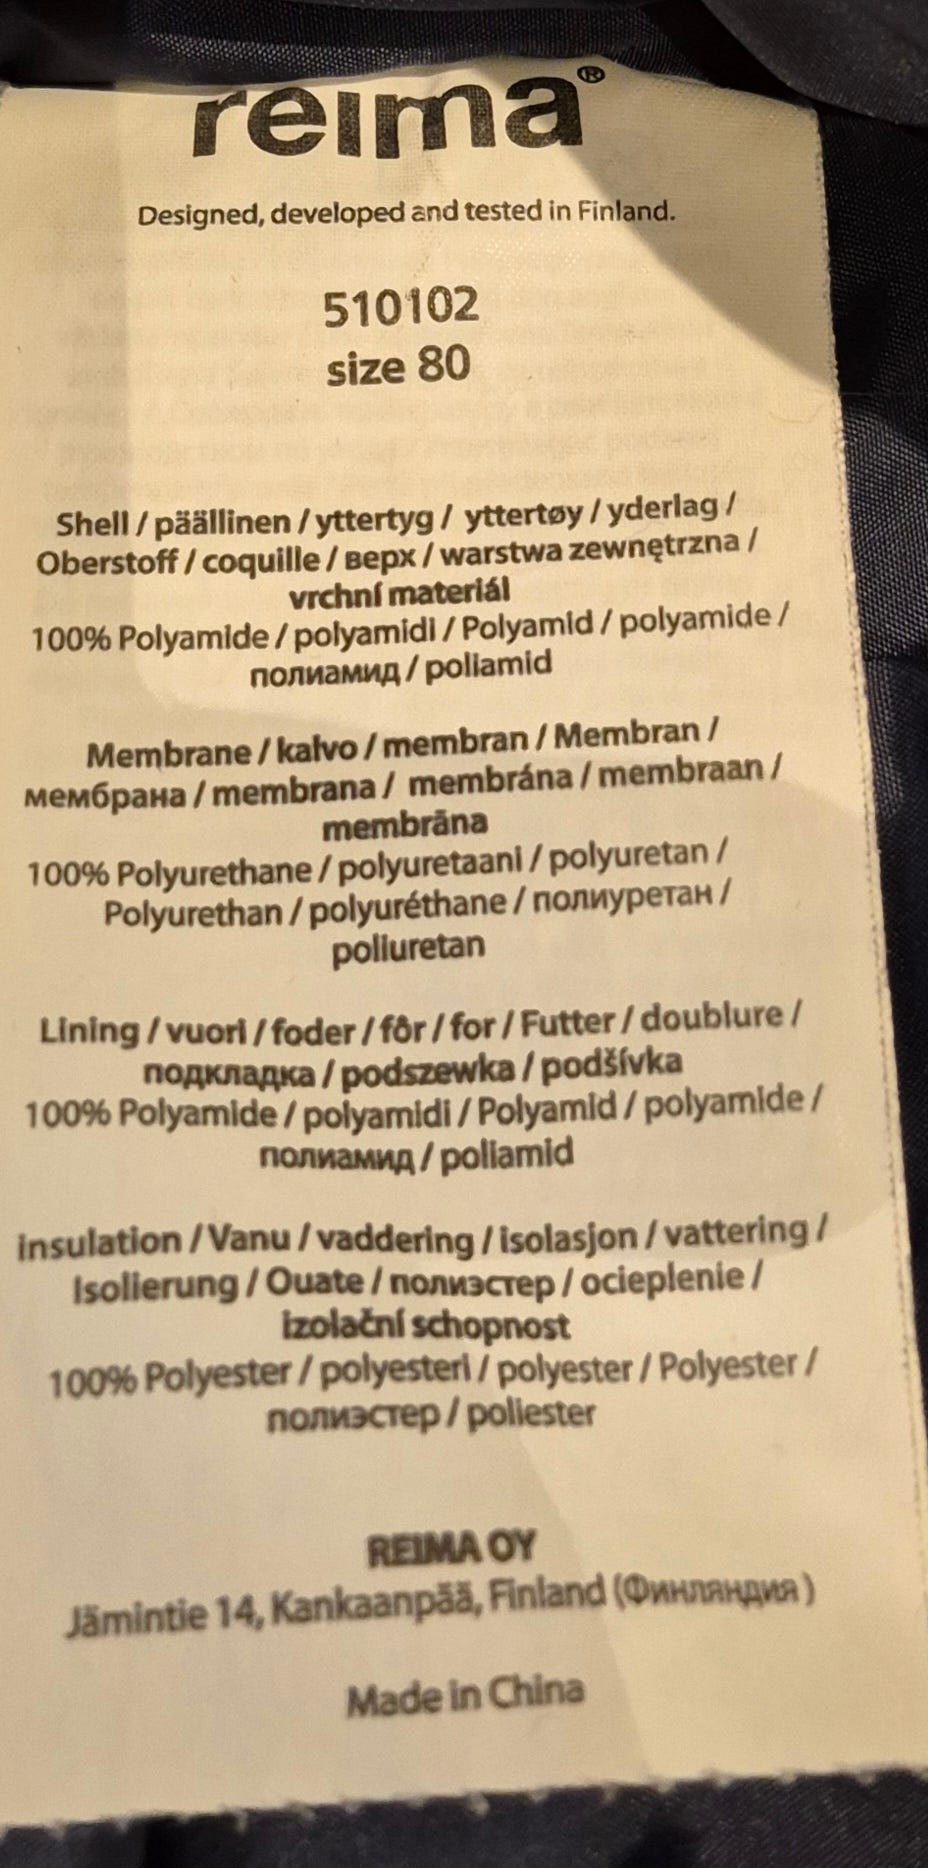 reima®
Designed, developed and tested in Finland.
510102
size 80
Shell / päällinen / yttertyg / yttertøy / yderlag /
Oberstoff / coquille / верх / warstwa zewnętrzna /
vrchní materiál
100% Polyamide / polyamidi / Polyamid / polyamide /
полиамид / poliamid
Membrane / kalvo / membran / Membran /
мембрана / membrana / membrána / membraan /
membrāna
100% Polyurethane / polyuretaani / polyuretan /
Polyurethan / polyuréthane / полиуретан /
poliuretan
Lining / vuori / foder / fôr / for / Futter / doublure /
подкладка / podszewka / podšívka
100% Polyamide / polyamidi / Polyamid / polyamide /
полиамид / poliamid
insulation / Vanu / vaddering / isolasjon / vattering /
Isolierung / Ouate / полиэстер / ocieplenie /
izolační schopnost
100% Polyester / polyesteri / polyester / Polyester /
полиэстер / poliester
REIMA OY
Jämintie 14, Kankaanpää, Finland (Финляндия )
Made in China